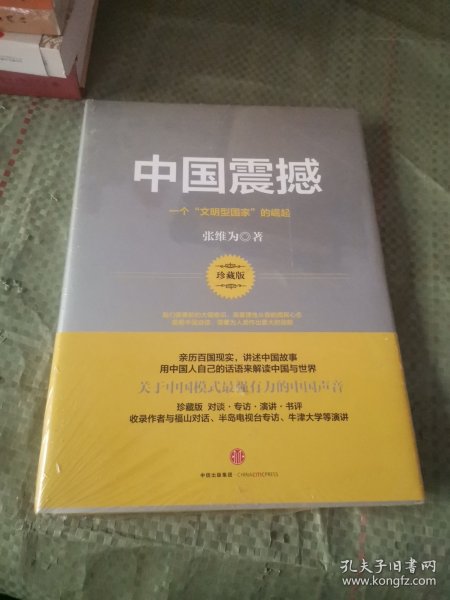 中国震撼
一个“文明型国家”的崛起
张维为◎著
珍藏版
亲历百国现实，讲述中国故事
用中国人自己的话语来解读中国与世界
关于中国模式最强有力的中国声音
珍藏版 对谈·专访·演讲·书评
收录作者与福山对话、半岛电视台专访、牛津大学等演讲
中信出版集团·CHINACITICPRESS
孔夫子旧书网
www.kongfz.com